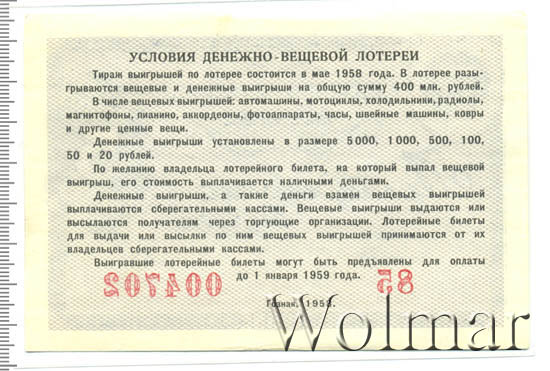 УСЛОВИЯ ДЕНЕЖНО-ВЕЩЕВОЙ ЛОТЕРЕИ
Тираж выигрышей по лотерее состоится в мае 1958 года. В лотерее разы-
грываются вещевые и денежные выигрыши на общую сумму 400 млн. рублей.
В числе вещевых выигрышей: автомашины, мотоциклы, холодильники, радиолы,
магнитофоны, пианино, аккордеоны, фотоаппараты, часы, швейные машины, ковры
и другие ценные вещи.
Денежные выигрыши установлены в размере 5 000, 1 000, 500, 100,
50 и 20 рублей.
По желанию владельца лотерейного билета, на который выпал вещевой
выигрыш, его стоимость выплачивается наличными деньгами.
Денежные выигрыши, а также деньги взамен вещевых выигрышей
выплачиваются сберегательными кассами. Вещевые выигрыши выдаются или
высылаются получателям через торгующие организации. Лотерейные билеты
для выдачи или высылки по ним вещевых выигрышей принимаются от их
владельцев сберегательными кассами.
Выигравшие лотерейные билеты могут быть предъявлены для оплаты
до 1 января 1959 года.
004702 85
Гознак, 1958.
Wolmar